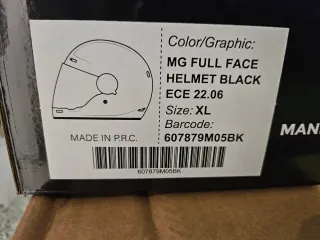 Color/Graphic:
MG FULL FACE
HELMET BLACK
ECE 22.06
Size: XL
Barcode:
607879M05BK
MADE IN P.R.C.
607879M05BK
MAN